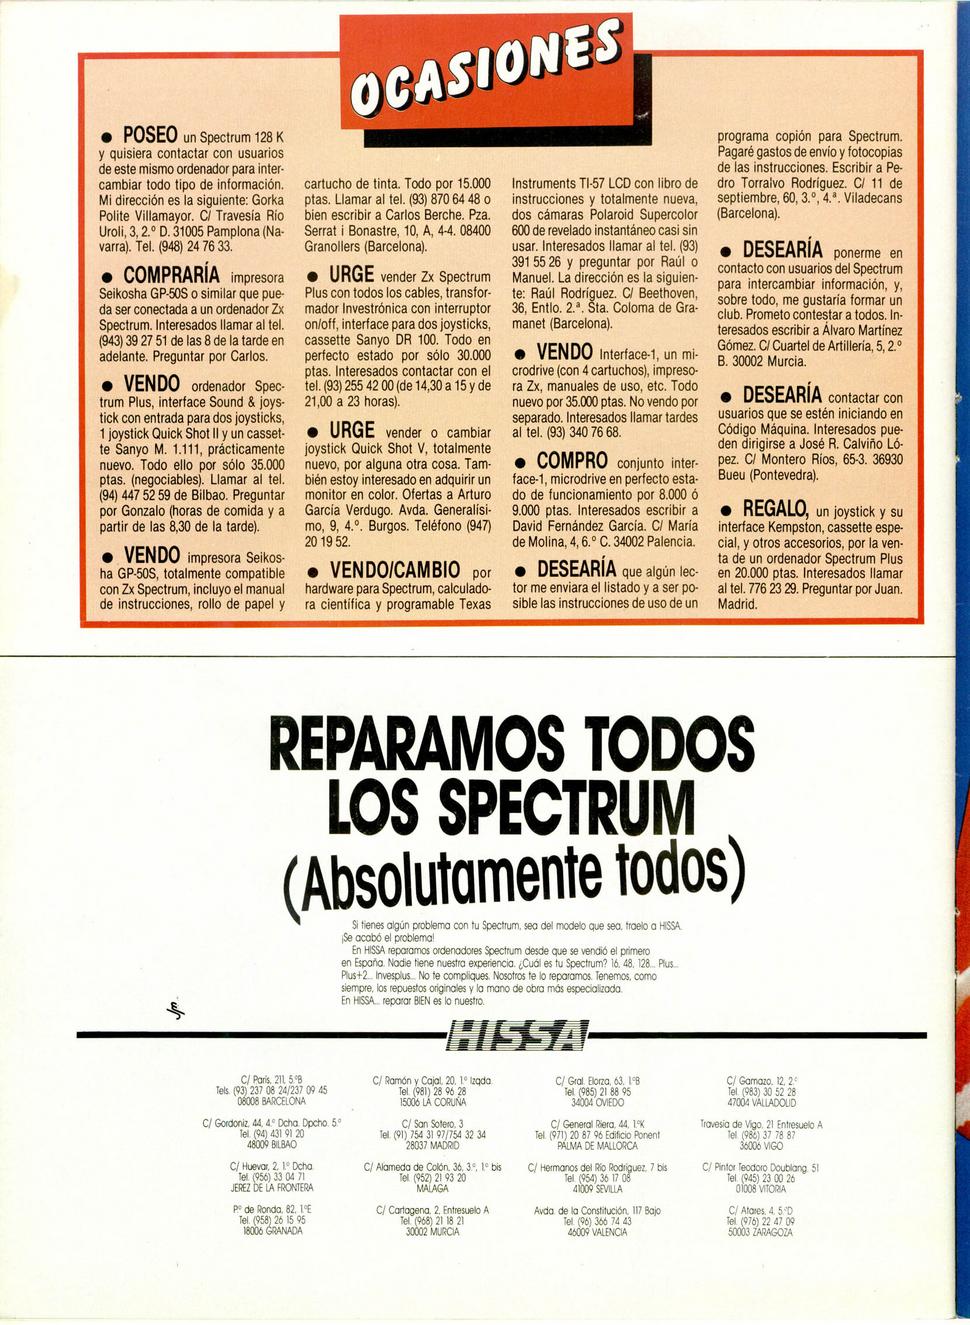 OCASIONES
● POSEO un Spectrum 128 K
y quisiera contactar con usuarios
de este mismo ordenador para inter-
cambiar todo tipo de información.
Mi dirección es la siguiente: Gorka
Polite Villamayor. C/ Travesía Río
Uroli, 3, 2.º D. 31005 Pamplona (Na-
varra). Tel. (948) 24 76 33.
● COMPRARÍA impresora
Seikosha GP-50S o similar que pue-
da ser conectada a un ordenador Zx
Spectrum. Interesados llamar al tel.
(943) 39 27 51 de las 8 de la tarde en
adelante. Preguntar por Carlos.
● VENDO ordenador Spec-
trum Plus, interface Sound & joys-
tick con entrada para dos joysticks,
1 joystick Quick Shot II y un casset-
te Sanyo M. 1.111, prácticamente
nuevo. Todo ello por sólo 35.000
ptas. (negociables). Llamar al tel.
(94) 447 52 59 de Bilbao. Preguntar
por Gonzalo (horas de comida y a
partir de las 8,30 de la tarde).
● VENDO impresora Seikos-
ha GP-50S, totalmente compatible
con Zx Spectrum, incluyo el manual
de instrucciones, rollo de papel y
cartucho de tinta. Todo por 15.000
ptas. Llamar al tel. (93) 870 64 48 o
bien escribir a Carlos Berche. Pza.
Serrat i Bonastre, 10, A, 4-4. 08400
Granollers (Barcelona).
● URGE vender Zx Spectrum
Plus con todos los cables, transfor-
mador Investrónica con interruptor
on/off, interface para dos joysticks,
cassette Sanyo DR 100. Todo en
perfecto estado por sólo 30.000
ptas. Interesados contactar con el
tel. (93) 255 42 00 (de 14,30 a 15 y de
21,00 a 23 horas).
● URGE vender o cambiar
joystick Quick Shot V, totalmente
nuevo, por alguna otra cosa. Tam-
bién estoy interesado en adquirir un
monitor en color. Ofertas a Arturo
García Verdugo. Avda. Generalísi-
mo, 9, 4.º. Burgos. Teléfono (947)
20 19 52.
● VENDO/CAMBIO por
hardware para Spectrum, calculado-
ra científica y programable Texas
Instruments TI-57 LCD con libro de
instrucciones y totalmente nueva,
dos cámaras Polaroid Supercolor
600 de revelado instantáneo casi sin
usar. Interesados llamar al tel. (93)
391 55 26 y preguntar por Raúl o
Manuel. La dirección es la siguien-
te: Raúl Rodríguez. C/ Beethoven,
36, Entlo. 2.ª. Sta. Coloma de Gra-
manet (Barcelona).
● VENDO Interface-1, un mi-
crodrive (con 4 cartuchos), impreso-
ra Zx, manuales de uso, etc. Todo
nuevo por 35.000 ptas. No vendo por
separado. Interesados llamar tardes
al tel. (93) 340 76 68.
● COMPRO conjunto inter-
face-1, microdrive en perfecto esta-
do de funcionamiento por 8.000 ó
9.000 ptas. Interesados escribir a
David Fernández García. C/ María
de Molina, 4, 6.º C. 34002 Palencia.
● DESEARÍA que algún lec-
tor me enviara el listado y a ser po-
sible las instrucciones de uso de un
programa copión para Spectrum.
Pagaré gastos de envío y fotocopias
de las instrucciones. Escribir a Pe-
dro Torralvo Rodríguez. C/ 11 de
septiembre, 60, 3.º, 4.ª. Viladecans
(Barcelona).
● DESEARÍA ponerme en
contacto con usuarios del Spectrum
para intercambiar información, y,
sobre todo, me gustaría formar un
club. Prometo contestar a todos. In-
teresados escribir a Álvaro Martínez
Gómez. C/ Cuartel de Artillería, 5, 2.º
B. 30002 Murcia.
● DESEARÍA contactar con
usuarios que se estén iniciando en
Código Máquina. Interesados pue-
den dirigirse a José R. Calviño Ló-
pez. C/ Montero Ríos, 65-3. 36930
Bueu (Pontevedra).
● REGALO, un joystick y su
interface Kempston, cassette espe-
cial, y otros accesorios, por la ven-
ta de un ordenador Spectrum Plus
en 20.000 ptas. Interesados llamar
al tel. 776 23 29. Preguntar por Juan.
Madrid.
REPARAMOS TODOS
LOS SPECTRUM
(Absolutamente todos)
Si tienes algún problema con tu Spectrum, sea del modelo que sea, traelo a HISSA.
¡Se acabó el problema!
En HISSA reparamos ordenadores Spectrum desde que se vendió el primero
en España. Nadie tiene nuestra experiencia. ¿Cuál es tu Spectrum? 16, 48, 128... Plus...
Plus+2... Invesplus... No te compliques. Nosotros te lo reparamos. Tenemos, como
siempre, los repuestos originales y la mano de obra más especializada.
En HISSA... reparar BIEN es lo nuestro.
HISSA
C/ París, 211, 5.ºB
Tels. (93) 237 08 24/237 09 45
08008 BARCELONA
C/ Ramón y Cajal, 20, 1.º Izqda.
Tel. (981) 28 96 28
15006 LA CORUÑA
C/ Gral. Elorza, 63, 1.ºB
Tel. (985) 21 88 95
34004 OVIEDO
C/ Gamazo, 12, 2.º
Tel. (983) 30 52 28
47004 VALLADOLID
C/ Gordoniz, 44, 4.º Dcha. Dpcho. 5.º
Tel. (94) 431 91 20
48009 BILBAO
C/ San Sotero, 3
Tel. (91) 754 31 97/754 32 34
28037 MADRID
C/ General Riera, 44, 1.ºK
Tel. (971) 20 87 96 Edificio Ponent
PALMA DE MALLORCA
Travesía de Vigo, 21 Entresuelo A
Tel. (986) 37 78 87
36006 VIGO
C/ Huevar, 2, 1.º Dcha.
Tel. (956) 33 04 71
JEREZ DE LA FRONTERA
C/ Alameda de Colón, 36, 3.º, 1.º bis
Tel. (952) 21 93 20
MALAGA
C/ Hermanos del Río Rodríguez, 7 bis
Tel. (954) 36 17 08
41009 SEVILLA
C/ Pintor Teodoro Doublang, 51
Tel. (945) 23 00 26
01008 VITORIA
P.º de Ronda, 82, 1.ºE
Tel. (958) 26 15 95
18006 GRANADA
C/ Cartagena, 2, Entresuelo A
Tel. (968) 21 18 21
30002 MURCIA
Avda. de la Constitución, 117 Bajo
Tel. (96) 366 74 43
46009 VALENCIA
C/ Atares, 4, 5.ºD
Tel. (976) 22 47 09
50003 ZARAGOZA